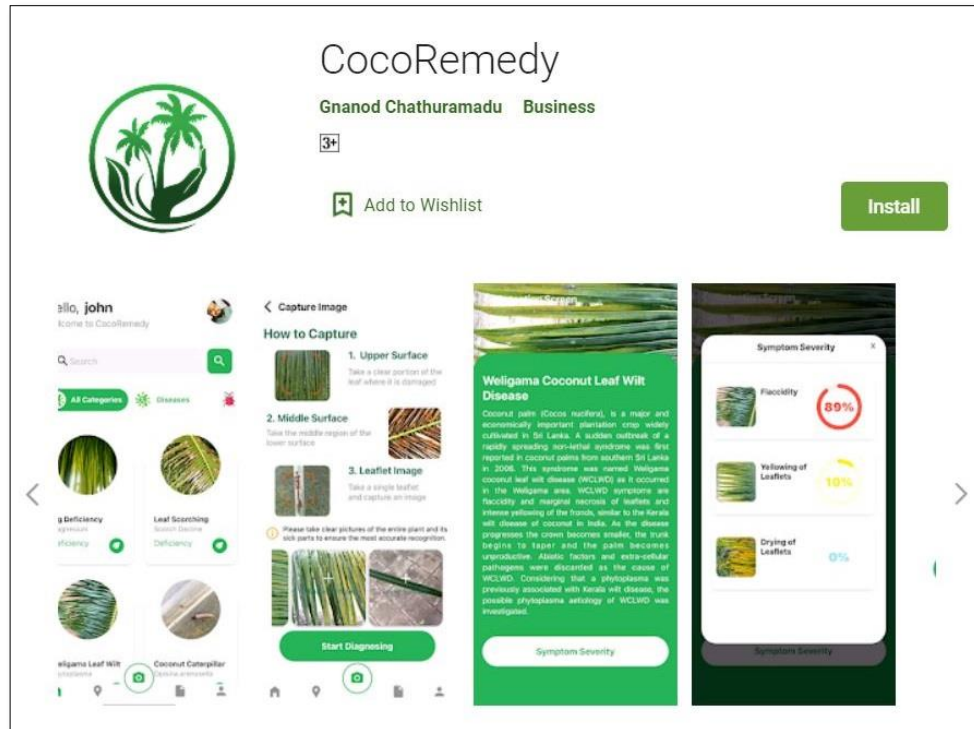 CocoRemedy
Gnanod Chathuramadu Business
3+
Add to Wishlist
Install
ello, john
lcome to CocoRemedy
Search
All Categories
Diseases
g Deficiency
Deficiency
Leaf Scorching
Deficiency
eligama Leaf Wilt
Coconut Caterpillar
Capture Image
How to Capture
1. Upper Surface
Take a clear portion of the
leaf where it is damaged
2. Middle Surface
Take the middle region of the
lower surface
3. Leaflet Image
Take a single leaflet
and capture an image
Please take clear pictures of the entire plant and its
sick parts to ensure the most accurate recognition.
Start Diagnosing
Screen
Weligama Coconut Leaf Wilt
Disease
Coconut palm (Cocos nucifera), is a major and
economically important plantation crop widely
cultivated in Sri Lanka. A sudden outbreak of a
rapidly spreading non-lethal syndrome was first
reported in coconut palms from southern Sri Lanka
in 2006. This syndrome was named Weligama
coconut leaf wilt disease (WCLWD) as it occurred
in the Weligama area. WCLWD symptoms are
flaccidity and marginal necrosis of leaflets and
intense yellowing of the fronds, similar to the Kerala
wilt disease of coconut in India. As the disease
progresses the crown becomes smaller, the trunk
begins to taper and the palm becomes
unproductive. Abiotic factors and extra-cellular
pathogens were discarded as the cause of
WCLWD. Considering that a phytoplasma was
previously associated with Kerala wilt disease, the
possible phytoplasma aetiology of WCLWD was
investigated.
Symptom Severity
Symptom Severity x
Flaccidity
89%
Yellowing of
Leaflets
10%
Drying of
Leaflets
0%
Symptom Severity